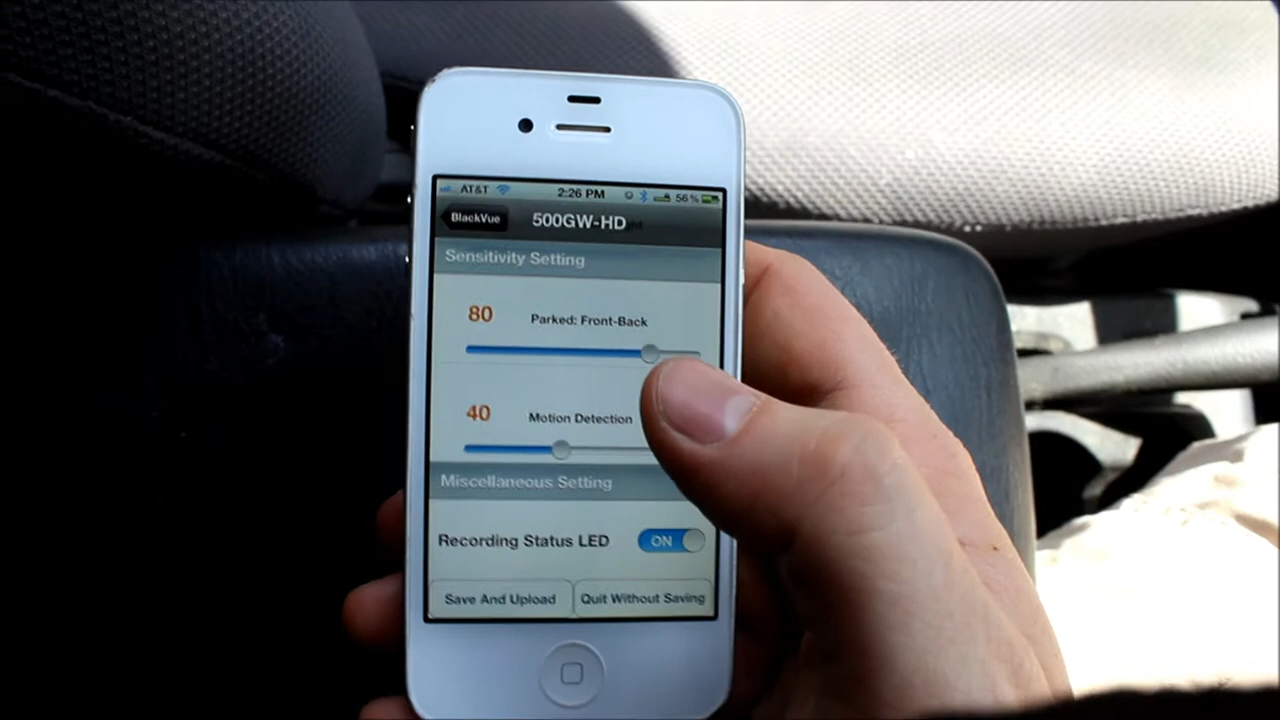 AT&T 2:26 PM 56%
BlackVue 500GW-HD
Sensitivity Setting
80 Parked: Front-Back
40 Motion Detection
Miscellaneous Setting
Recording Status LED ON
Save And Upload Quit Without Saving